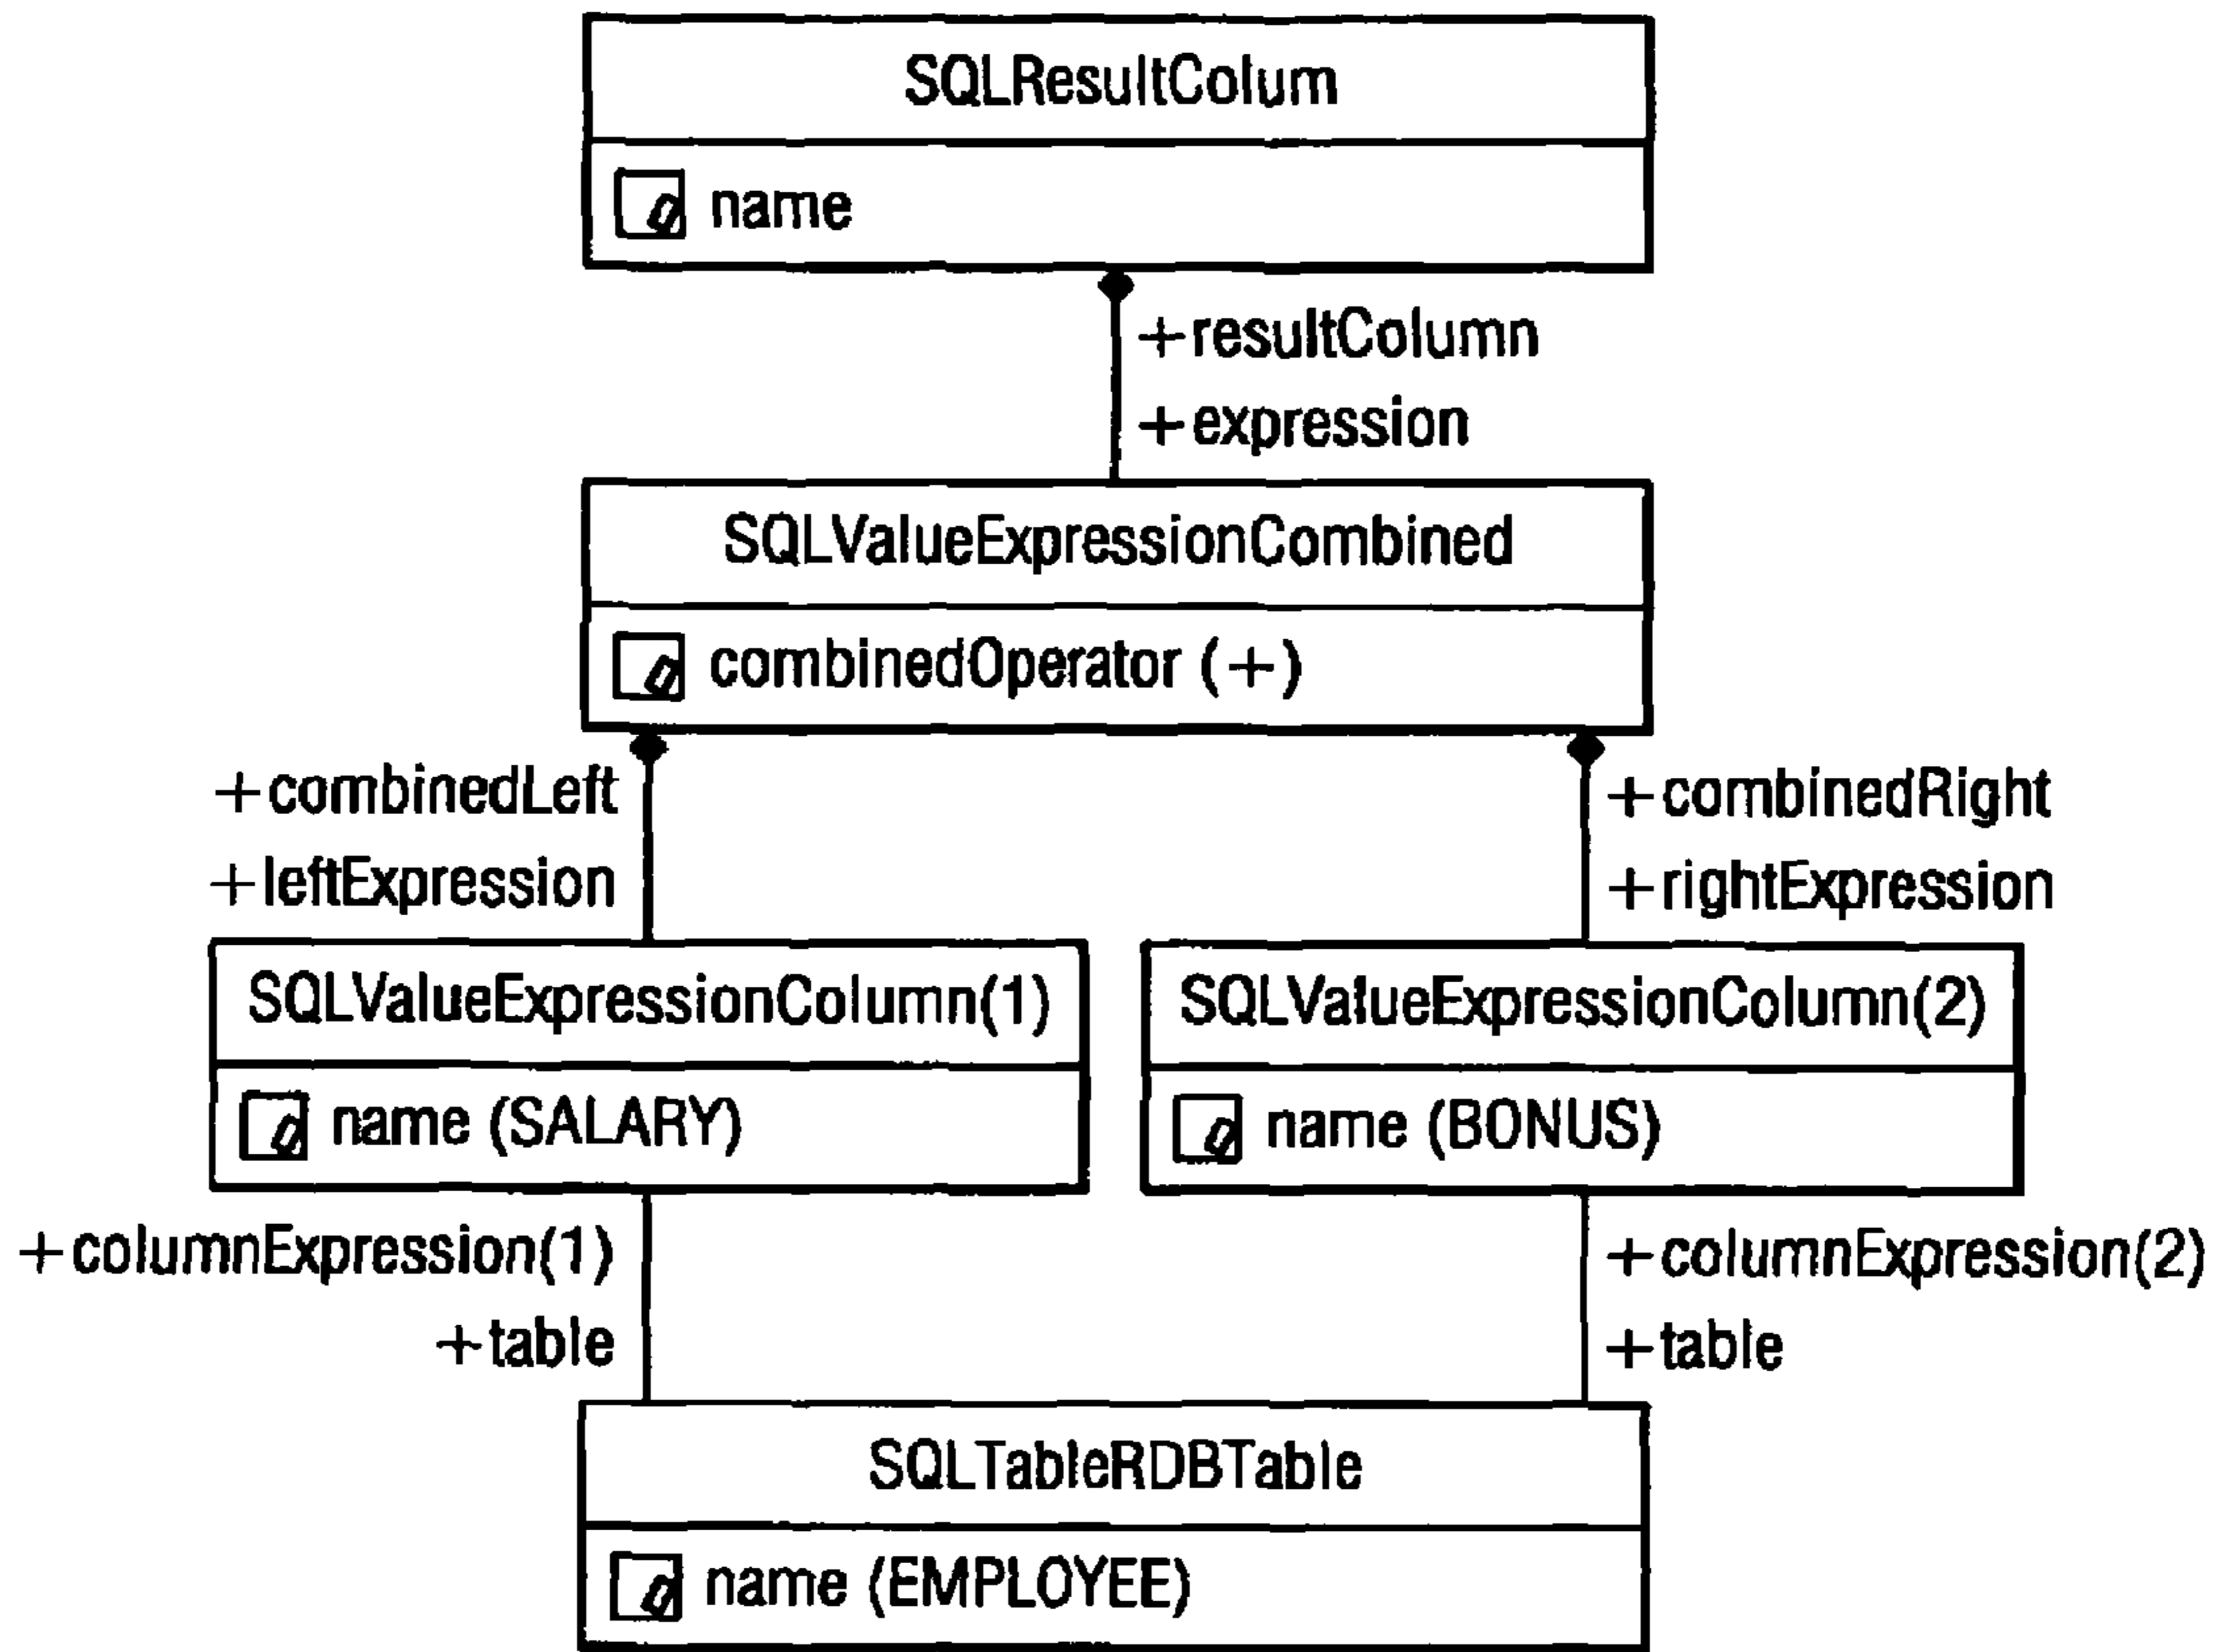 SQLResultColum
name
+resultColumn
+expression
SQLValueExpressionCombined
combinedOperator (+)
+combinedLeft
+combinedRight
+leftExpression
+rightExpression
SQLValueExpressionColumn(1)
SQLValueExpressionColumn(2)
name (SALARY)
name (BONUS)
+columnExpression(1)
+columnExpression(2)
+table
+table
SQLTableRDBTable
name (EMPLOYEE)